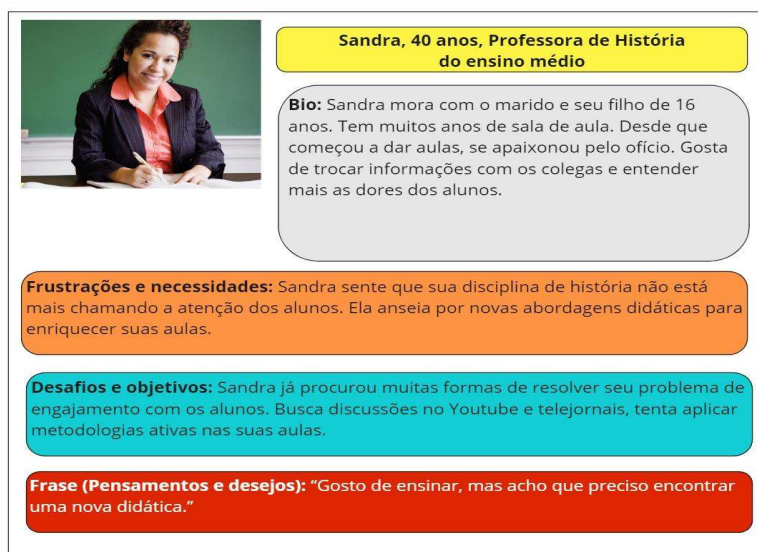 Sandra, 40 anos, Professora de História
do ensino médio
Bio: Sandra mora com o marido e seu filho de 16
anos. Tem muitos anos de sala de aula. Desde que
começou a dar aulas, se apaixonou pelo ofício. Gosta
de trocar informações com os colegas e entender
mais as dores dos alunos.
Frustrações e necessidades: Sandra sente que sua disciplina de história não está
mais chamando a atenção dos alunos. Ela anseia por novas abordagens didáticas para
enriquecer suas aulas.
Desafios e objetivos: Sandra já procurou muitas formas de resolver seu problema de
engajamento com os alunos. Busca discussões no Youtube e telejornais, tenta aplicar
metodologias ativas nas suas aulas.
Frase (Pensamentos e desejos): “Gosto de ensinar, mas acho que preciso encontrar
uma nova didática.”